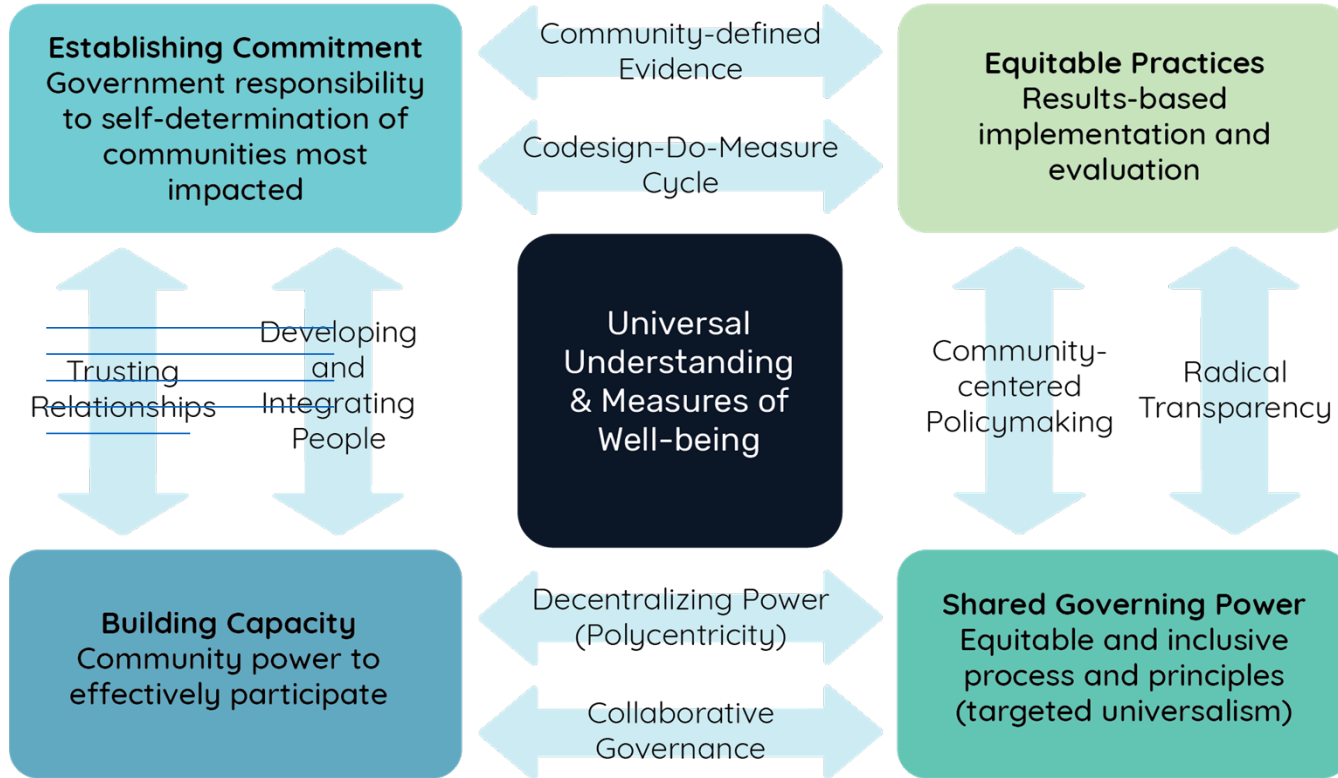 Establishing Commitment
Government responsibility
to self-determination of
communities most
impacted
Community-defined
Evidence
Codesign-Do-Measure
Cycle
Equitable Practices
Results-based
implementation and
evaluation
Trusting
Relationships
Developing
and
Integrating
People
Universal
Understanding
& Measures of
Well-being
Community-
centered
Policymaking
Radical
Transparency
Building Capacity
Community power to
effectively participate
Decentralizing Power
(Polycentricity)
Collaborative
Governance
Shared Governing Power
Equitable and inclusive
process and principles
(targeted universalism)